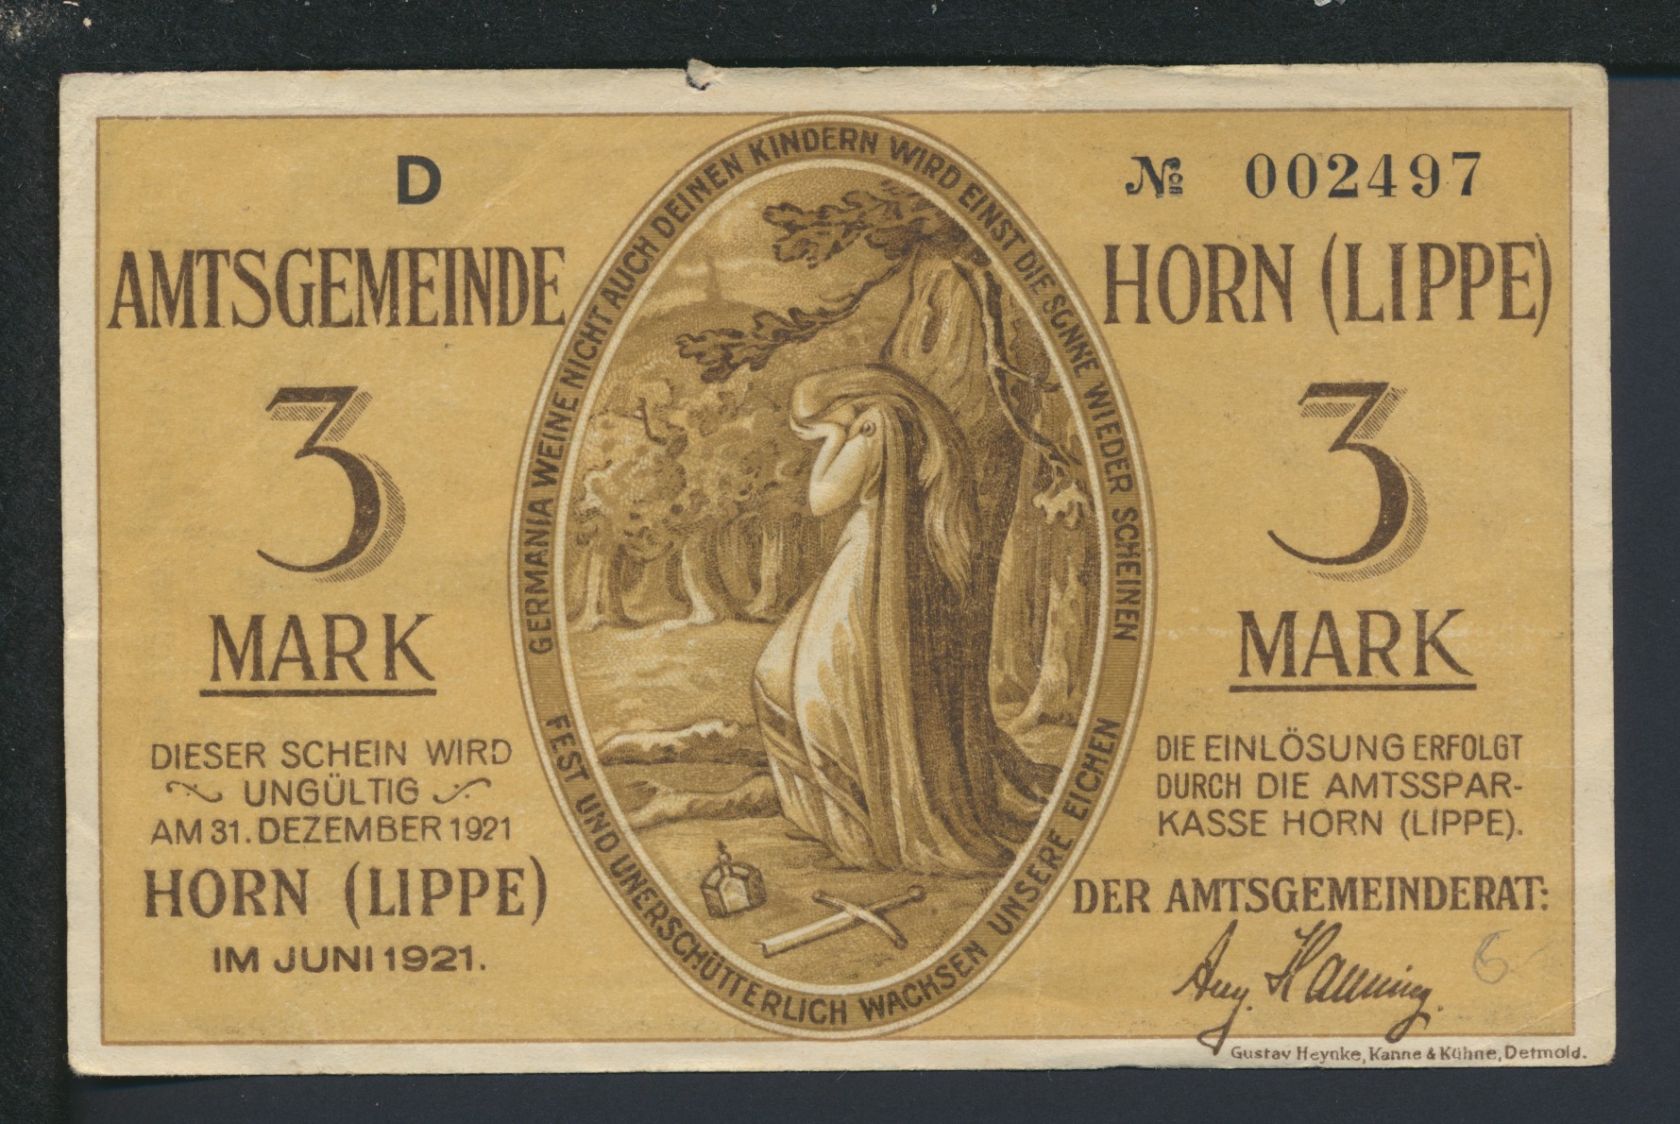 D
№ 002497
AMTSGEMEINDE
HORN (LIPPE)
3
MARK
3
MARK
GERMANIA WEINE NICHT AUCH DEINEN KINDERN WIRD EINST DIE SONNE WIEDER SCHEINEN
FEST UND UNERSCHÜTTERLICH WACHSEN UNSERE EICHEN
DIESER SCHEIN WIRD
UNGÜLTIG
AM 31. DEZEMBER 1921
HORN (LIPPE)
IM JUNI 1921.
DIE EINLÖSUNG ERFOLGT
DURCH DIE AMTSSPAR-
KASSE HORN (LIPPE).
DER AMTSGEMEINDERAT:
Gustav Heynke, Kanne & Kühne, Detmold.